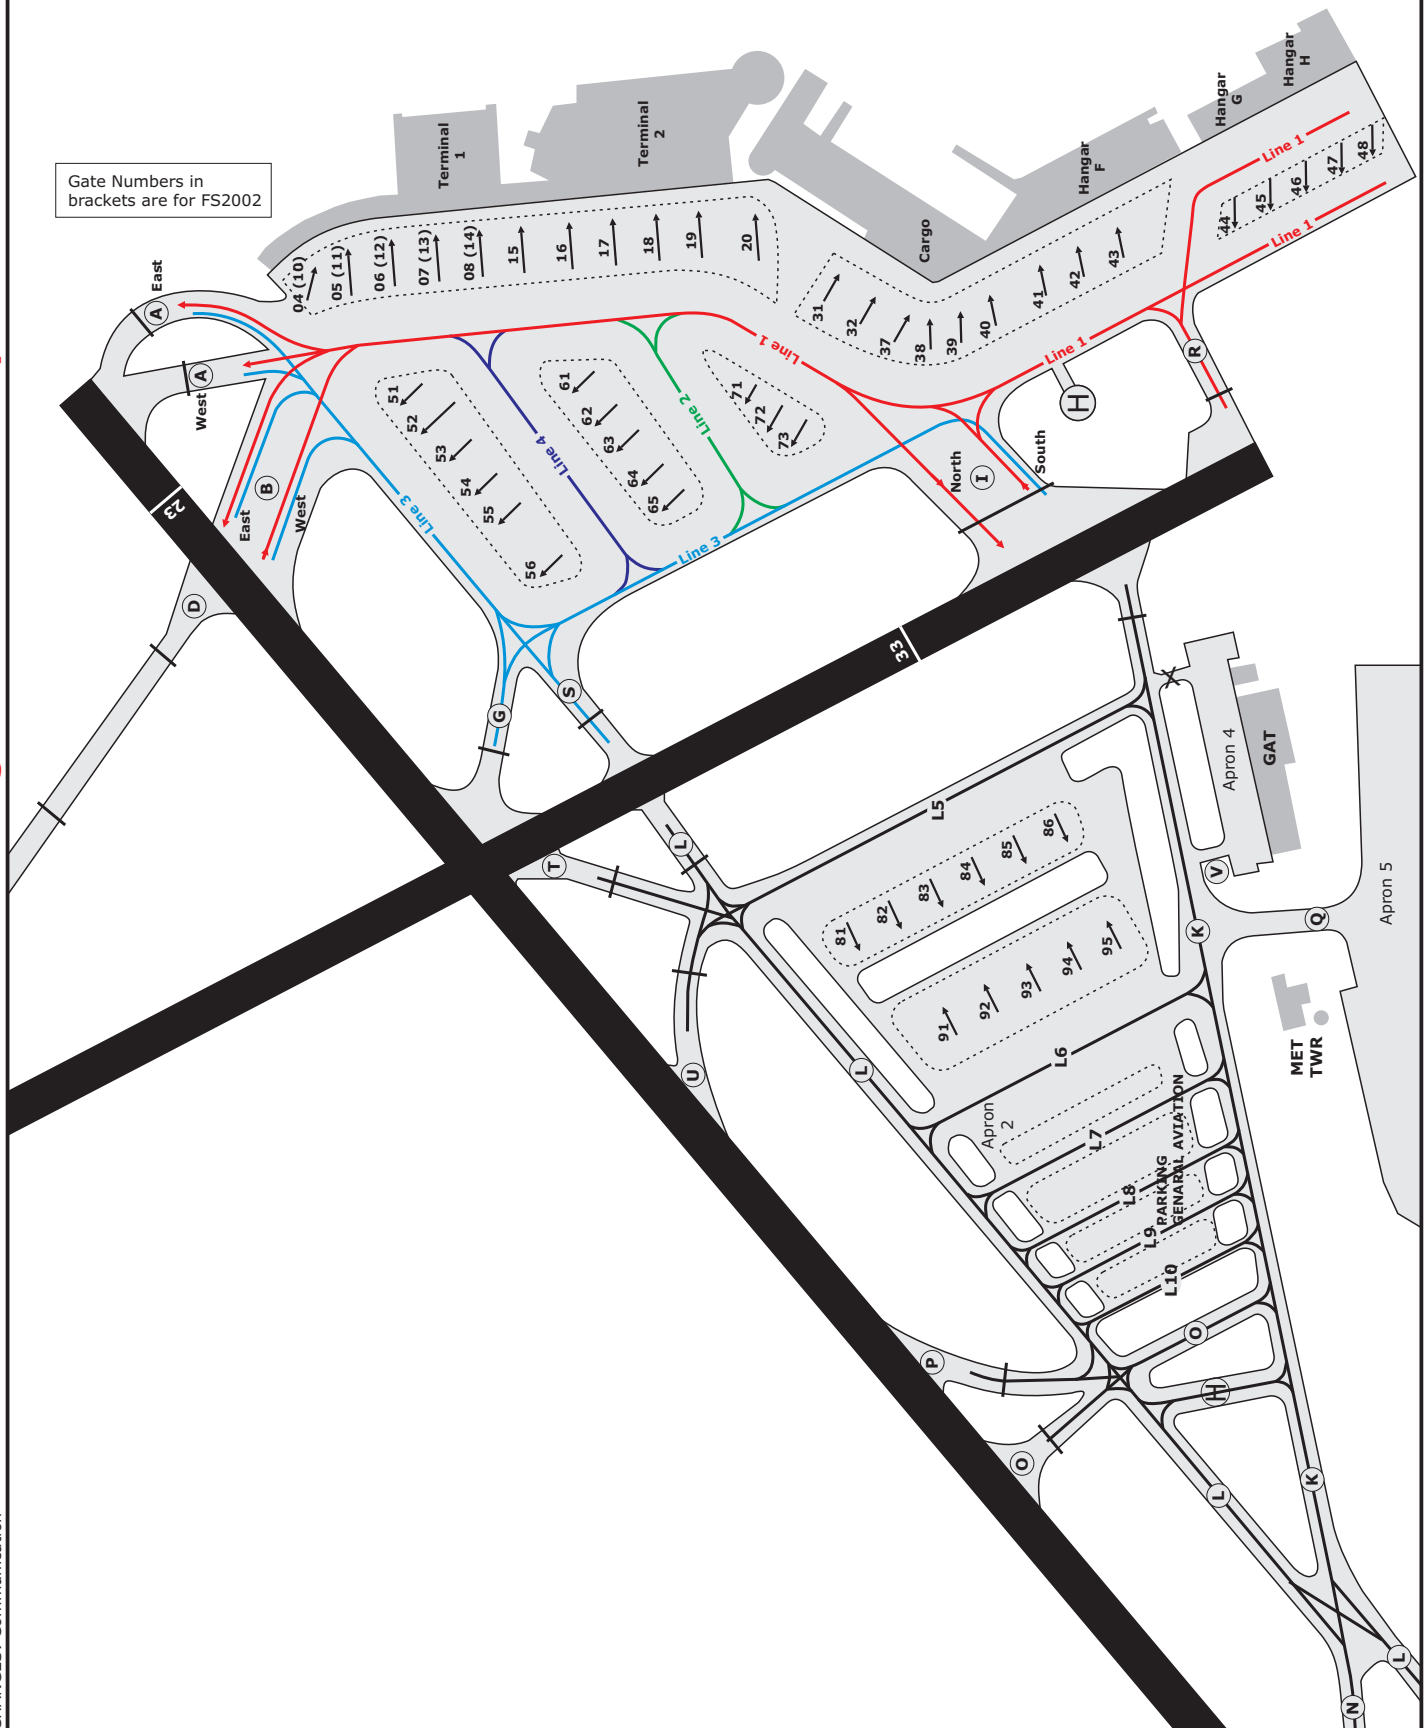 Gate Numbers in
brackets are for FS2002
East
A
A
West
B
East
West
D
23
04 (10)
05 (11)
06 (12)
07 (13)
08 (14)
15
16
17
18
19
20
Terminal
1
Terminal
2
Cargo
Hangar
F
Hangar
G
Hangar
H
31
32
37
38
39
40
41
42
43
44
45
46
47
48
Line 1
Line 1
Line 1
Line 1
R
H
51
52
53
54
55
56
61
62
63
64
65
71
72
73
Line 4
Line 2
Line 3
Line 3
North
I
South
G
S
33
T
L
U
L5
81
82
83
84
85
86
91
92
93
94
95
L
L6
Apron
2
L7
L8
L9
L10
PARKING
GENARAL AVIATION
K
V
Apron 4
GAT
X
Q
Apron 5
MET
TWR
P
O
O
H
L
K
L
N